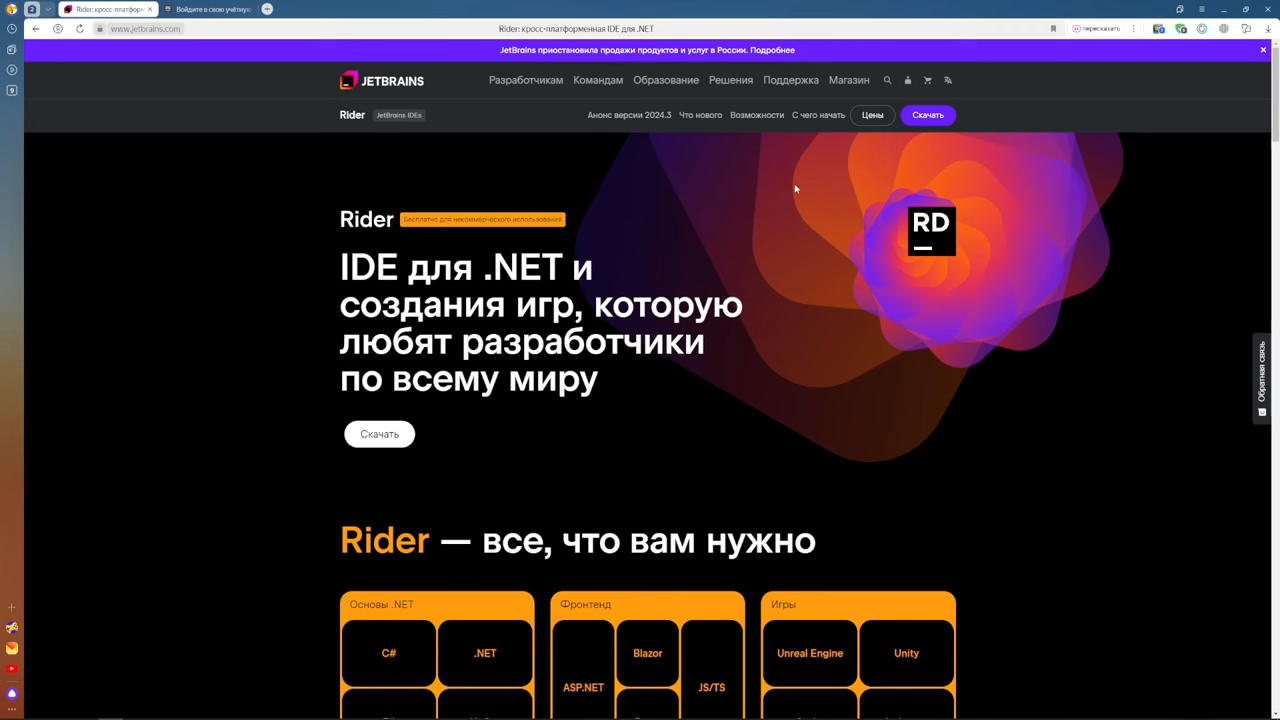 2
Rider: кросс-платфор
Войдите в свою учётную
www.jetbrains.com
Rider: кросс-платформенная IDE для .NET
пересказать
JetBrains приостановила продажи продуктов и услуг в России. Подробнее
JETBRAINS
Разработчикам Командам Образование Решения Поддержка Магазин
Rider JetBrains IDEs
Анонс версии 2024.3 Что нового Возможности С чего начать Цены Скачать
Rider Бесплатно для некоммерческого использования
RD
IDE для .NET и
создания игр, которую
любят разработчики
по всему миру
Скачать
Обратная связь
Rider — все, что вам нужно
Основы .NET
C#
.NET
Фронтенд
ASP.NET
Blazor
JS/TS
Игры
Unreal Engine
Unity